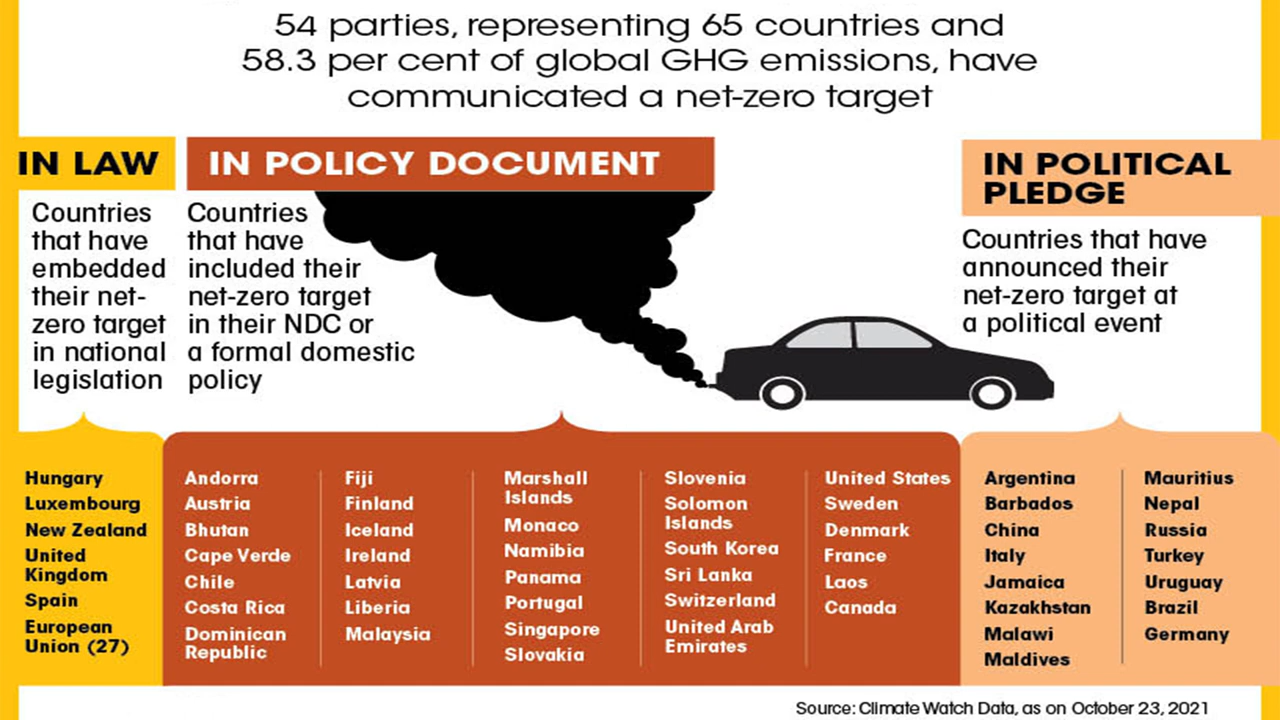 54 parties, representing 65 countries and
58.3 per cent of global GHG emissions, have
communicated a net-zero target
IN LAW
Countries
that have
embedded
their net-
zero target
in national
legislation
IN POLICY DOCUMENT
Countries
that have
included their
net-zero target
in their NDC or
a formal domestic
policy
IN POLITICAL
PLEDGE
Countries that have
announced their
net-zero target at
a political event
Hungary
Luxembourg
New Zealand
United
Kingdom
Spain
European
Union (27)
Andorra
Austria
Bhutan
Cape Verde
Chile
Costa Rica
Dominican
Republic
Fiji
Finland
Iceland
Ireland
Latvia
Liberia
Malaysia
Marshall
Islands
Monaco
Namibia
Panama
Portugal
Singapore
Slovakia
Slovenia
Solomon
Islands
South Korea
Sri Lanka
Switzerland
United Arab
Emirates
United States
Sweden
Denmark
France
Laos
Canada
Argentina
Barbados
China
Italy
Jamaica
Kazakhstan
Malawi
Maldives
Mauritius
Nepal
Russia
Turkey
Uruguay
Brazil
Germany
Source: Climate Watch Data, as on October 23, 2021